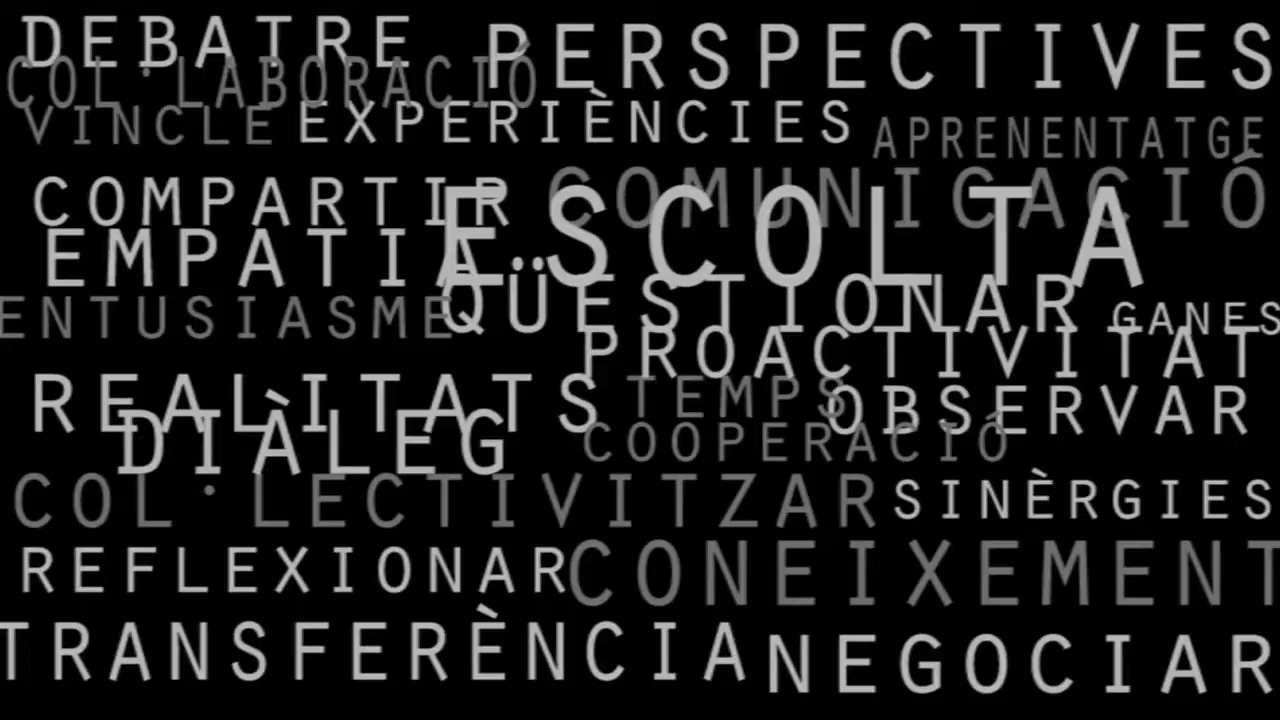 DEBATRE PERSPECTIVES
COL·LABORACIÓ
VINCLE EXPERIÈNCIES APRENENTATGE
COMPARTIR COMUNICACIÓ
ESCOLTA
EMPATIA
QÜESTIONAR
ENTUSIASME GANES
PROACTIVITAT
REALITATS TEMPS OBSERVAR
DIÀLEG COOPERACIÓ
COL·LECTIVITZAR SINÈRGIES
REFLEXIONAR CONEIXEMENT
TRANSFERÈNCIA NEGOCIAR